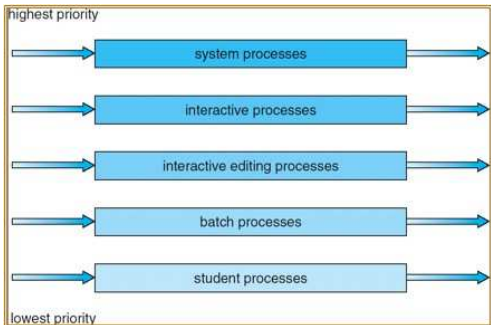 highest priority
system processes
interactive processes
interactive editing processes
batch processes
student processes
lowest priority